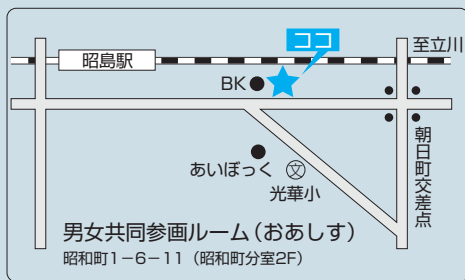 ココ
至立川
昭島駅
BK
あいぽっく
文
光華小
朝日町交差点
男女共同参画ルーム（おあしす）
昭和町1－6－11（昭和町分室2F）